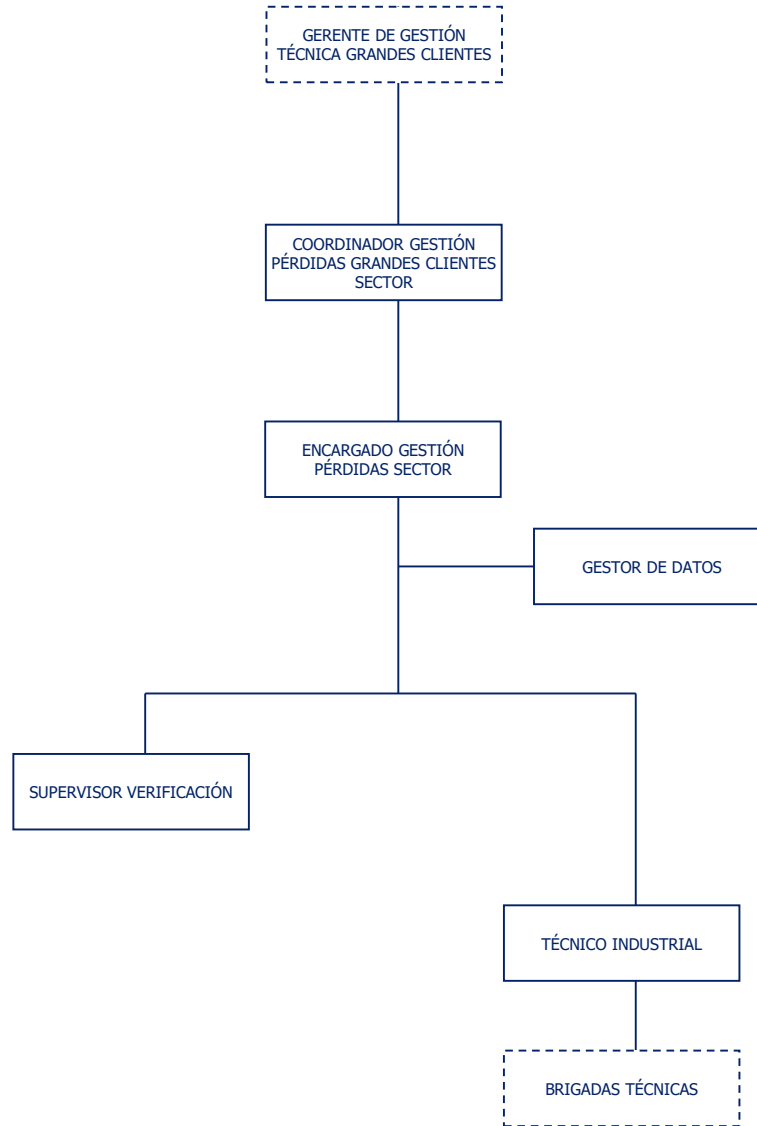 GERENTE DE GESTIÓN
TÉCNICA GRANDES CLIENTES
COORDINADOR GESTIÓN
PÉRDIDAS GRANDES CLIENTES
SECTOR
ENCARGADO GESTIÓN
PÉRDIDAS SECTOR
GESTOR DE DATOS
SUPERVISOR VERIFICACIÓN
TÉCNICO INDUSTRIAL
BRIGADAS TÉCNICAS